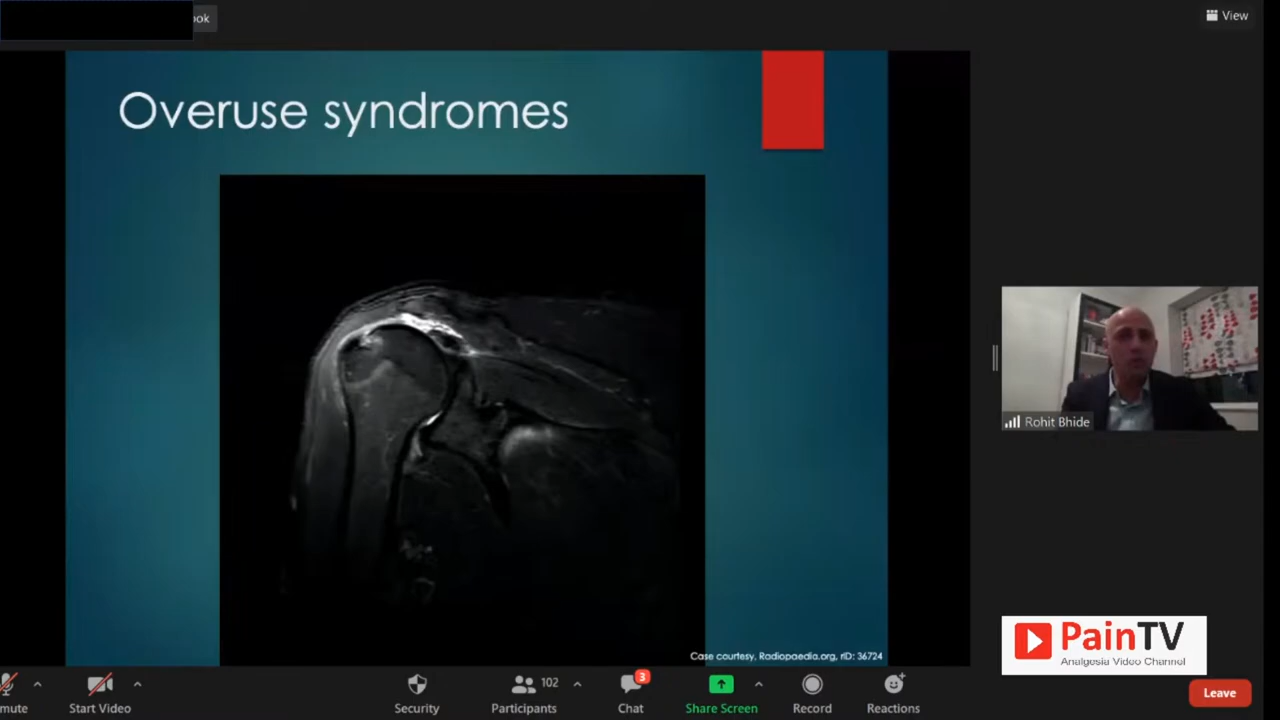 ook
View
Overuse syndromes
Rohit Bhide
Case courtesy, Radiopaedia.org, rID: 36724
PainTV
Analgesia Video Channel
mute
Start Video
Security
102
Participants
3
Chat
Share Screen
Record
Reactions
Leave